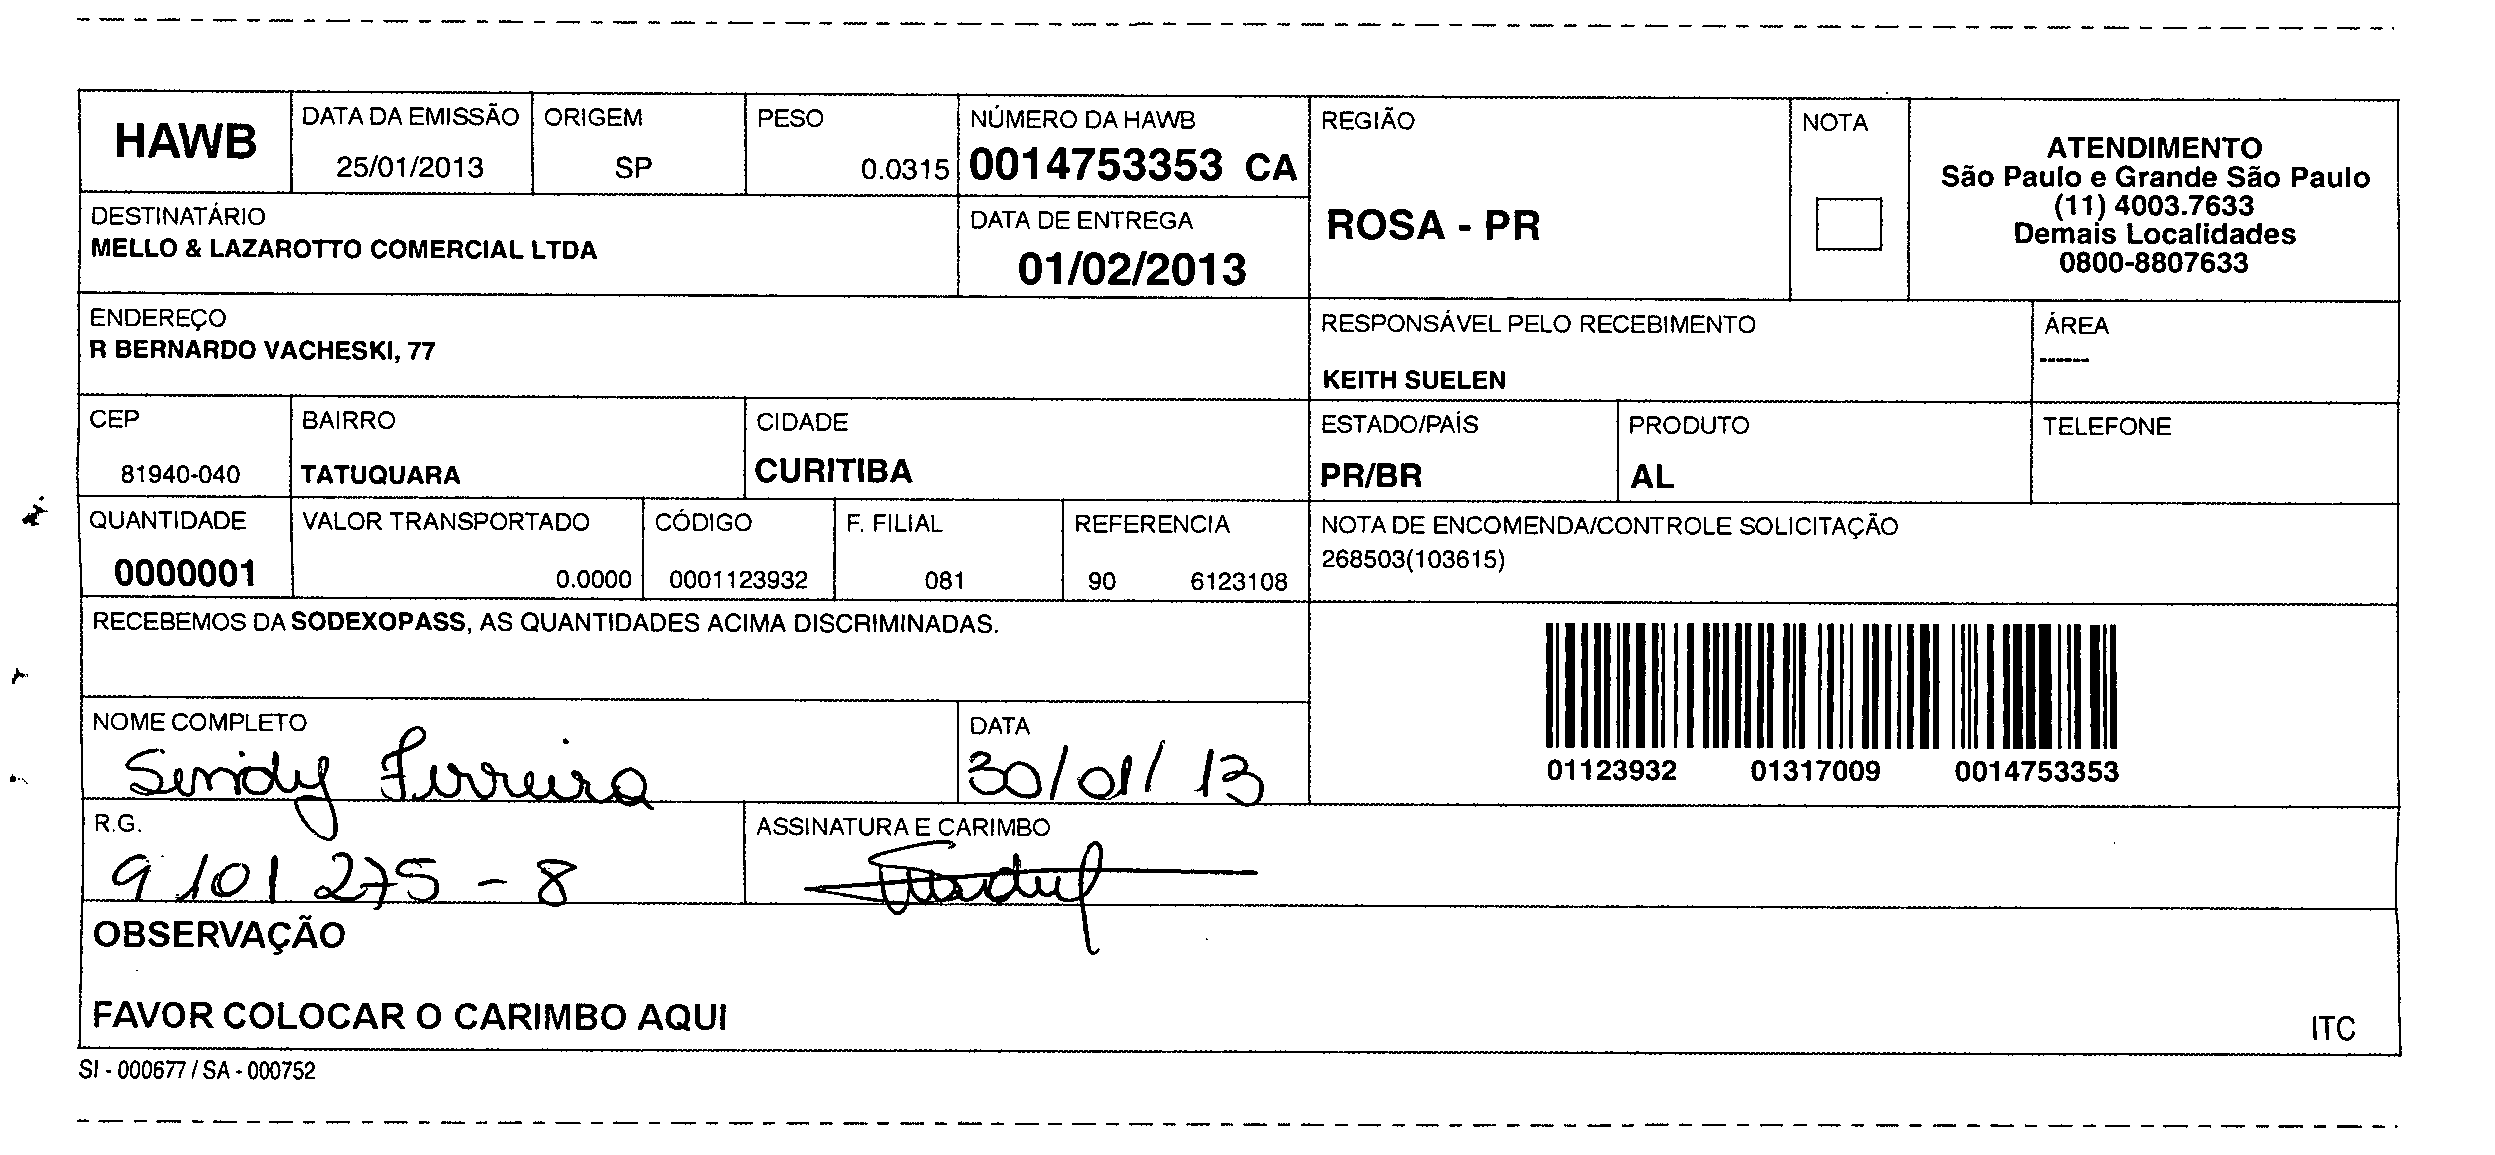 HAWB
DATA DA EMISSÃO
25/01/2013
ORIGEM
SP
PESO
0.0315
NÚMERO DA HAWB
0014753353 CA
REGIÃO
ROSA - PR
NOTA
ATENDIMENTO
São Paulo e Grande São Paulo
(11) 4003.7633
Demais Localidades
0800-8807633
DESTINATÁRIO
MELLO & LAZAROTTO COMERCIAL LTDA
DATA DE ENTREGA
01/02/2013
ENDEREÇO
R BERNARDO VACHESKI, 77
RESPONSÁVEL PELO RECEBIMENTO
KEITH SUELEN
ÁREA
------
CEP
81940-040
BAIRRO
TATUQUARA
CIDADE
CURITIBA
ESTADO/PAÍS
PR/BR
PRODUTO
AL
TELEFONE
QUANTIDADE
0000001
VALOR TRANSPORTADO
0.0000
CÓDIGO
0001123932
F. FILIAL
081
REFERENCIA
90 6123108
NOTA DE ENCOMENDA/CONTROLE SOLICITAÇÃO
268503(103615)
RECEBEMOS DA SODEXOPASS, AS QUANTIDADES ACIMA DISCRIMINADAS.
01123932 01317009 0014753353
NOME COMPLETO
Sendy Ferreira
DATA
30/01/13
R.G.
9101275-8
ASSINATURA E CARIMBO
OBSERVAÇÃO
FAVOR COLOCAR O CARIMBO AQUI
ITC
SI - 000677 / SA - 000752